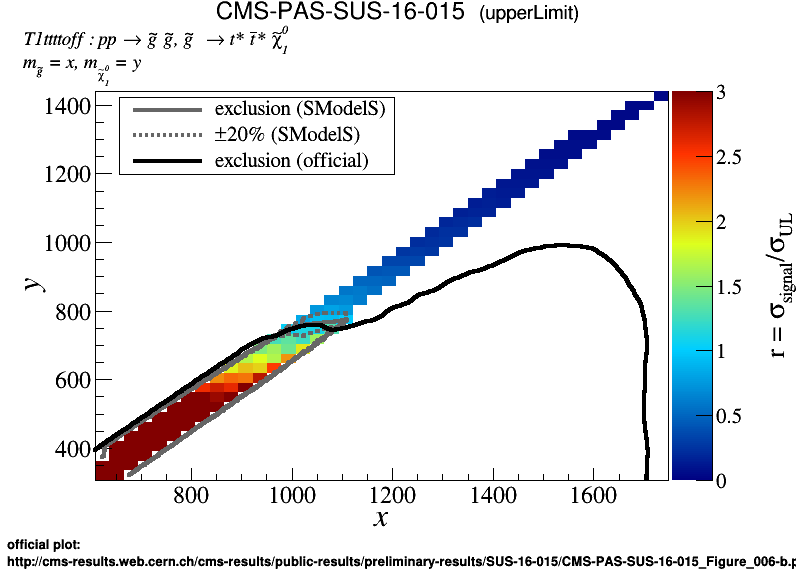 CMS-PAS-SUS-16-015 (upperLimit)
T1ttttoff : pp → g̃ g̃, g̃ → t* t̄* χ̃⁰₁
m_g̃ = x, m_χ̃⁰₁ = y
exclusion (SModelS)
±20% (SModelS)
exclusion (official)
1400
1200
1000
800
600
400
y
800 1000 1200 1400 1600
x
3
2.5
2
1.5
1
0.5
0
r = σ_signal/σ_UL
official plot:
http://cms-results.web.cern.ch/cms-results/public-results/preliminary-results/SUS-16-015/CMS-PAS-SUS-16-015_Figure_006-b.p